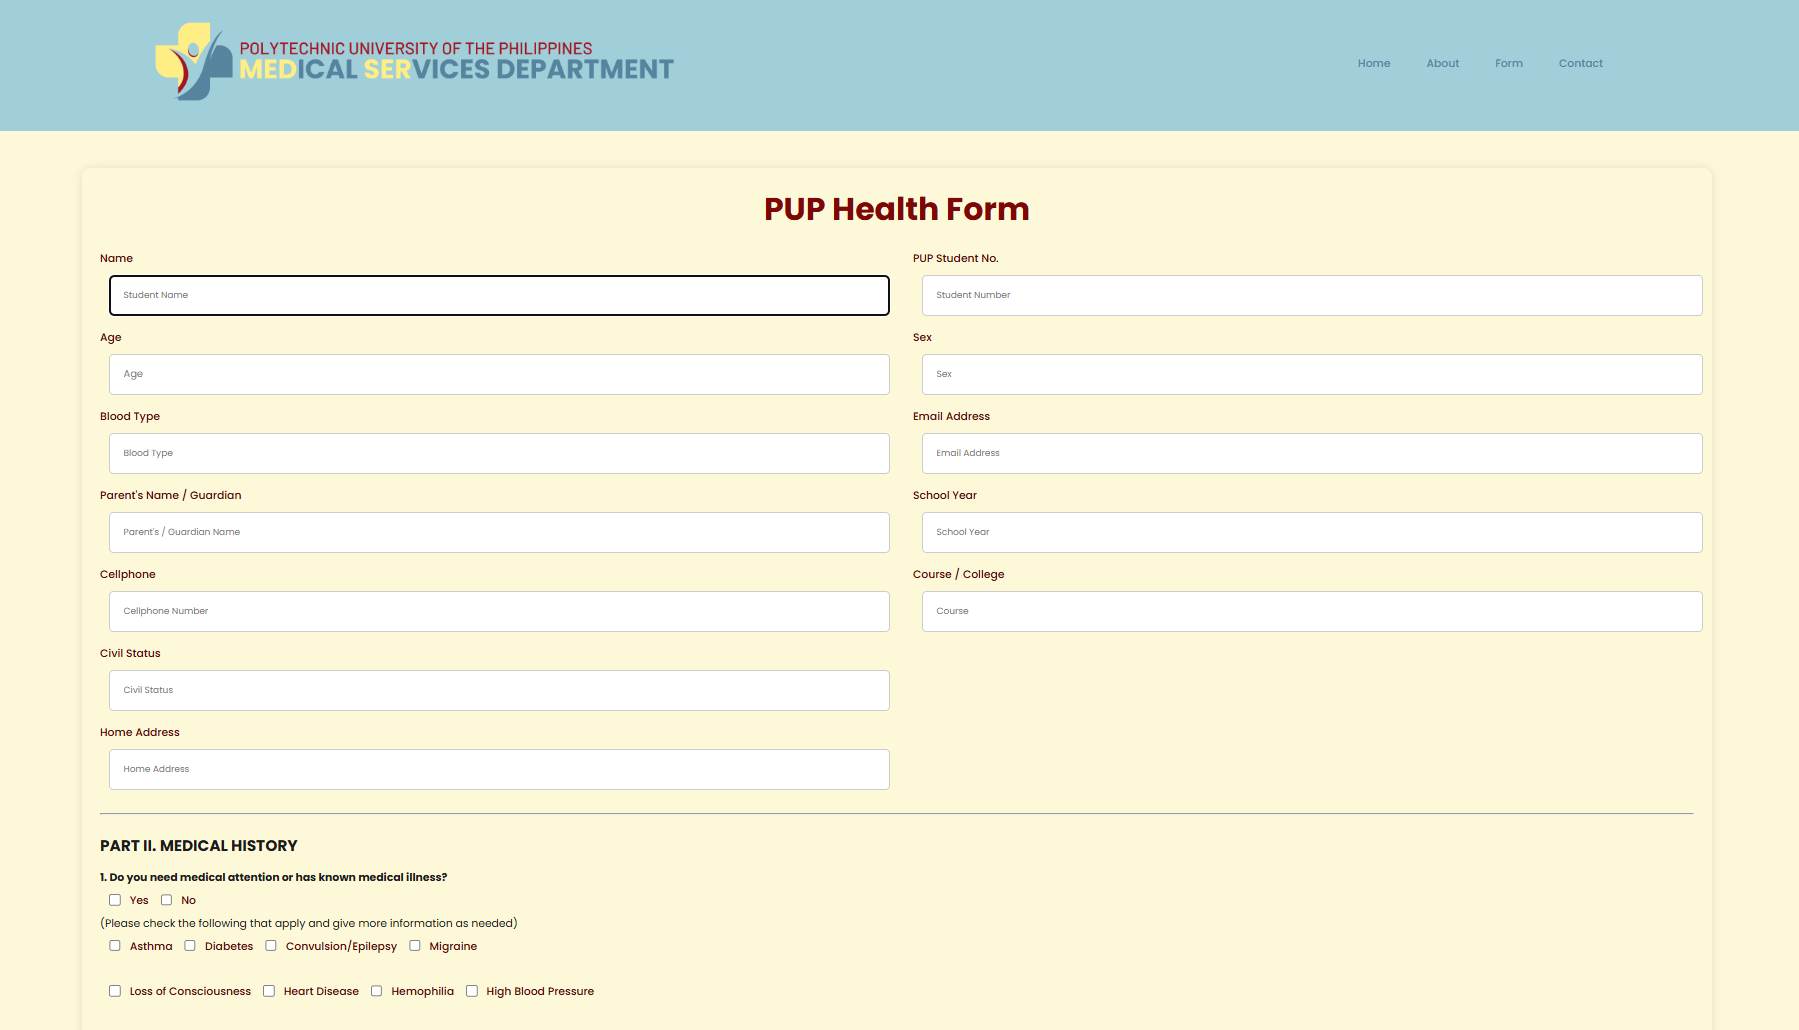 POLYTECHNIC UNIVERSITY OF THE PHILIPPINES
MEDICAL SERVICES DEPARTMENT
Home About Form Contact
PUP Health Form
Name PUP Student No.
Student Name Student Number
Age Sex
Age Sex
Blood Type Email Address
Blood Type Email Address
Parent's Name / Guardian School Year
Parent's / Guardian Name School Year
Cellphone Course / College
Cellphone Number Course
Civil Status
Civil Status
Home Address
Home Address
PART II. MEDICAL HISTORY
1. Do you need medical attention or has known medical illness?
Yes No
(Please check the following that apply and give more information as needed)
Asthma Diabetes Convulsion/Epilepsy Migraine
Loss of Consciousness Heart Disease Hemophilia High Blood Pressure